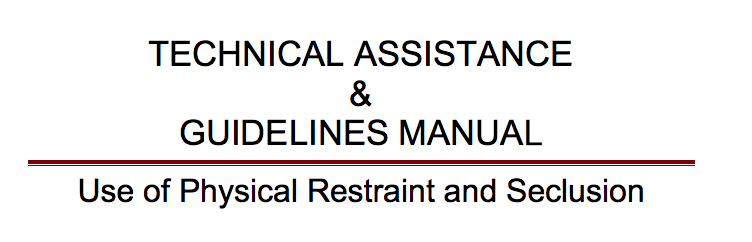 TECHNICAL ASSISTANCE
&
GUIDELINES MANUAL
Use of Physical Restraint and Seclusion